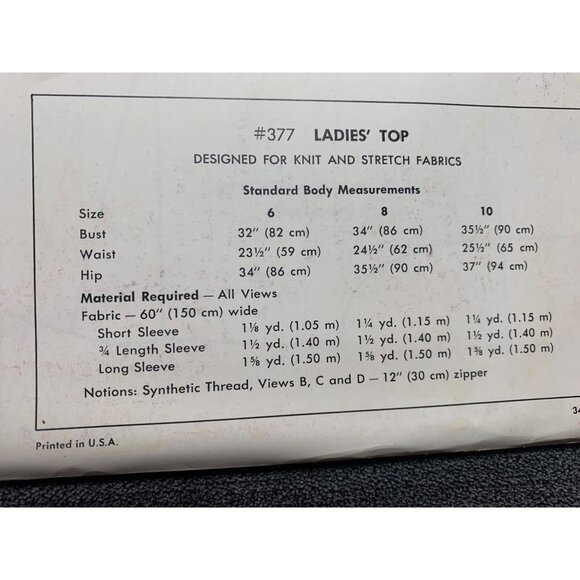 #377 LADIES' TOP
DESIGNED FOR KNIT AND STRETCH FABRICS
Standard Body Measurements
Size 6 8 10
Bust 32" (82 cm) 34" (86 cm) 35½" (90 cm)
Waist 23½" (59 cm) 24½" (62 cm) 25½" (65 cm)
Hip 34" (86 cm) 35½" (90 cm) 37" (94 cm)
Material Required — All Views
Fabric — 60" (150 cm) wide
Short Sleeve 1⅛ yd. (1.05 m) 1¼ yd. (1.15 m) 1¼ yd. (1.15 m)
¾ Length Sleeve 1½ yd. (1.40 m) 1½ yd. (1.40 m) 1½ yd. (1.40 m)
Long Sleeve 1⅝ yd. (1.50 m) 1⅝ yd. (1.50 m) 1⅝ yd. (1.50 m)
Notions: Synthetic Thread, Views B, C and D — 12" (30 cm) zipper
34
Printed in U.S.A.